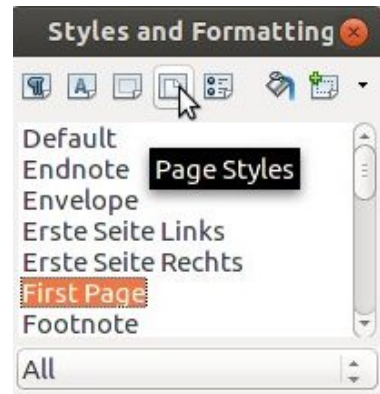 Styles and Formatting
Default
Endnote
Page Styles
Envelope
Erste Seite Links
Erste Seite Rechts
First Page
Footnote
All